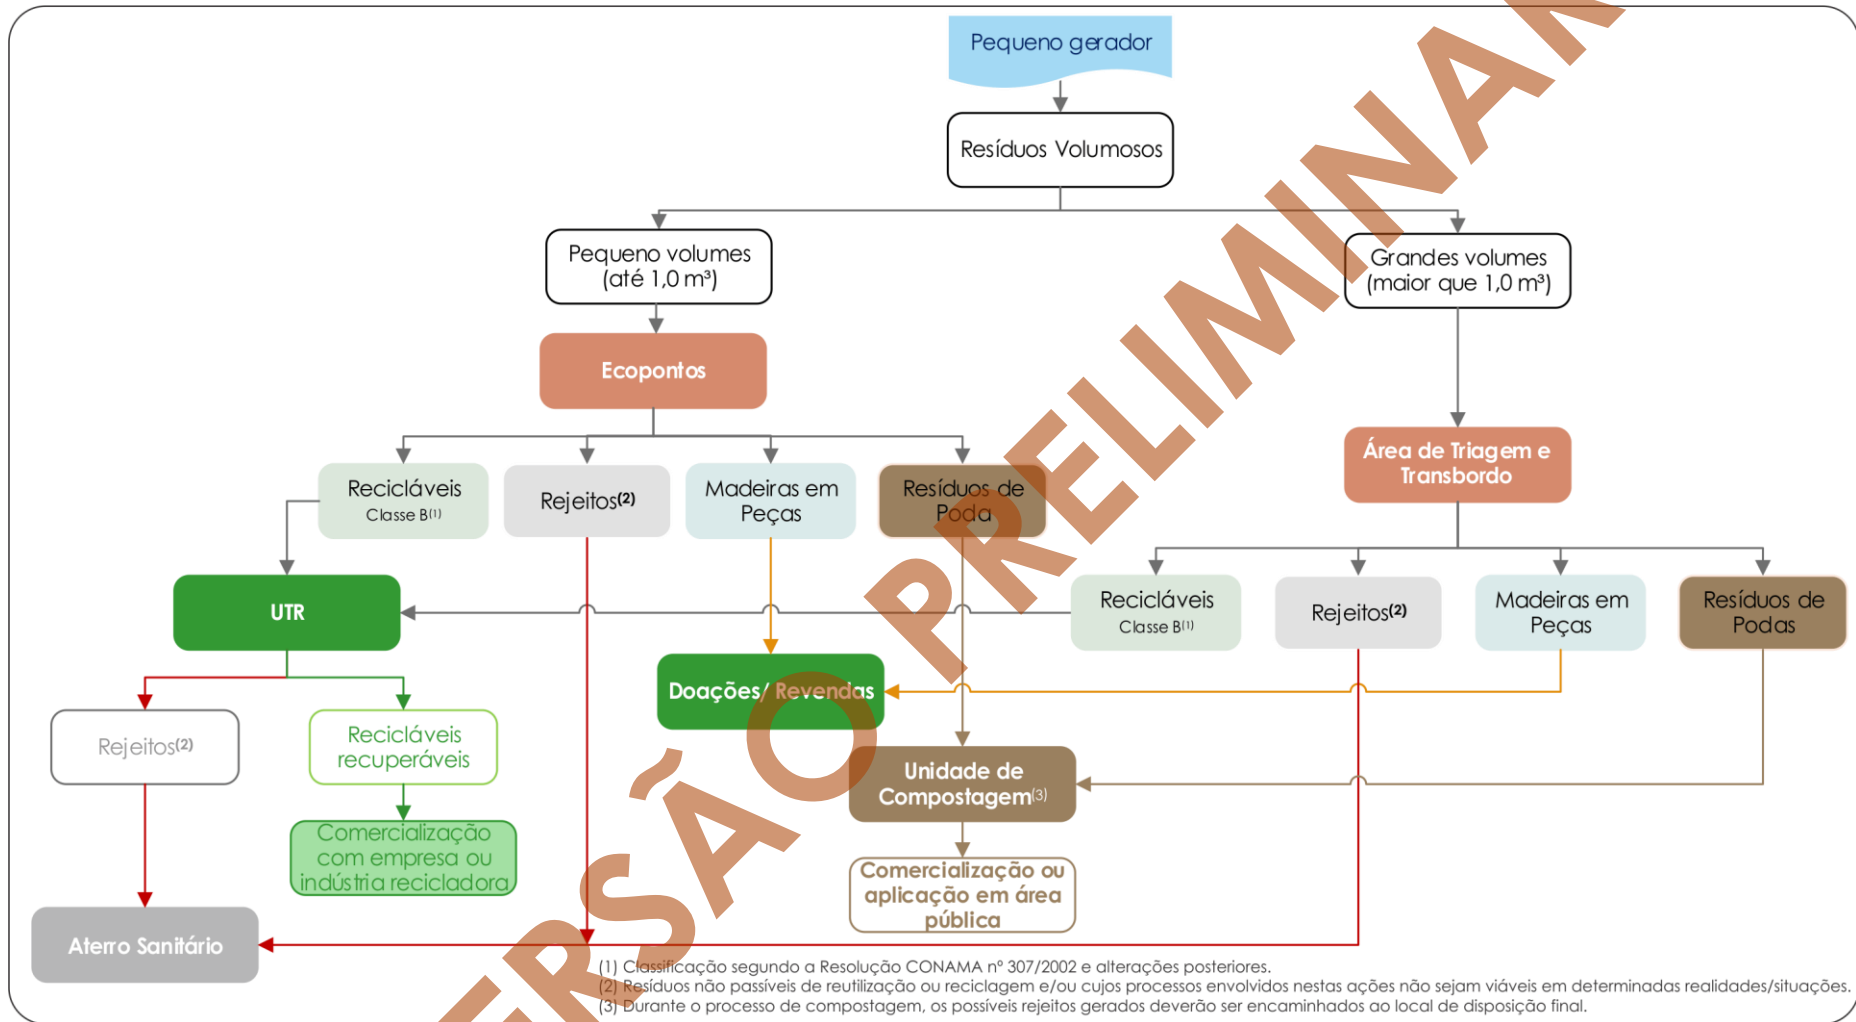 Pequeno gerador
Resíduos Volumosos
Pequeno volumes
(até 1,0 m³)
Grandes volumes
(maior que 1,0 m³)
Ecopontos
Área de Triagem e
Transbordo
Recicláveis
Classe B(1)
Rejeitos(2)
Madeiras em
Peças
Resíduos de
Poda
Recicláveis
Classe B(1)
Rejeitos(2)
Madeiras em
Peças
Resíduos de
Podas
UTR
Doações/ Revendas
Rejeitos(2)
Recicláveis
recuperáveis
Unidade de
Compostagem(3)
Comercialização
com empresa ou
indústria recicladora
Comercialização ou
aplicação em área
pública
Aterro Sanitário
(1) Classificação segundo a Resolução CONAMA nº 307/2002 e alterações posteriores.
(2) Resíduos não passíveis de reutilização ou reciclagem e/ou cujos processos envolvidos nestas ações não sejam viáveis em determinadas realidades/situações.
(3) Durante o processo de compostagem, os possíveis rejeitos gerados deverão ser encaminhados ao local de disposição final.
ERSÃO PRELIMINAR